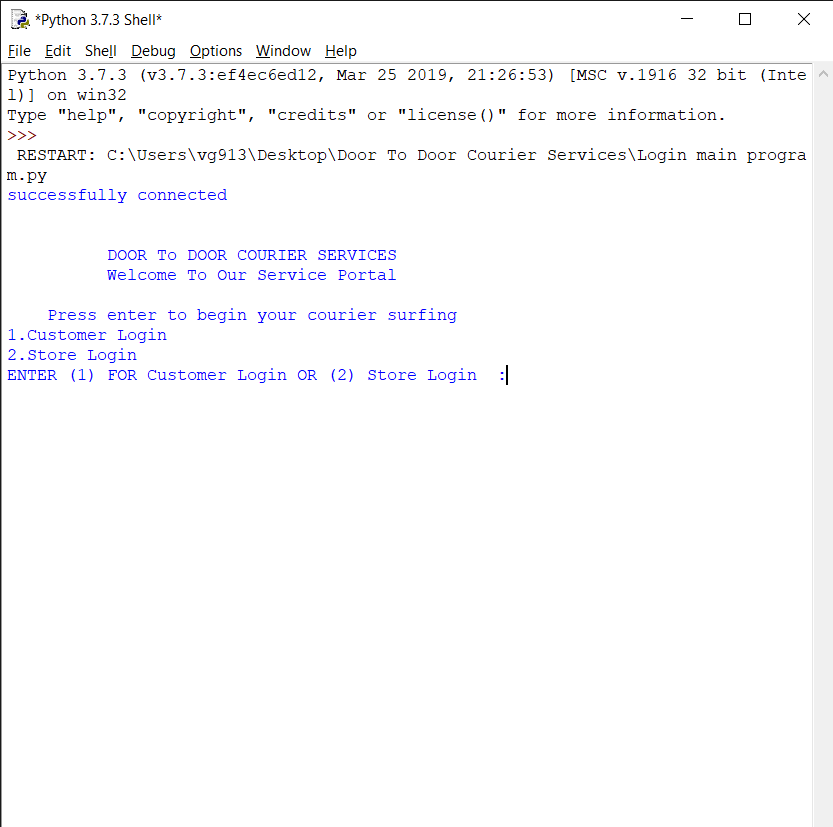 *Python 3.7.3 Shell*
File Edit Shell Debug Options Window Help
Python 3.7.3 (v3.7.3:ef4ec6ed12, Mar 25 2019, 21:26:53) [MSC v.1916 32 bit (Inte
l)] on win32
Type "help", "copyright", "credits" or "license()" for more information.
>>>
 RESTART: C:\Users\vg913\Desktop\Door To Door Courier Services\Login main progra
m.py
successfully connected
DOOR To DOOR COURIER SERVICES
Welcome To Our Service Portal
Press enter to begin your courier surfing
1.Customer Login
2.Store Login
ENTER (1) FOR Customer Login OR (2) Store Login  :